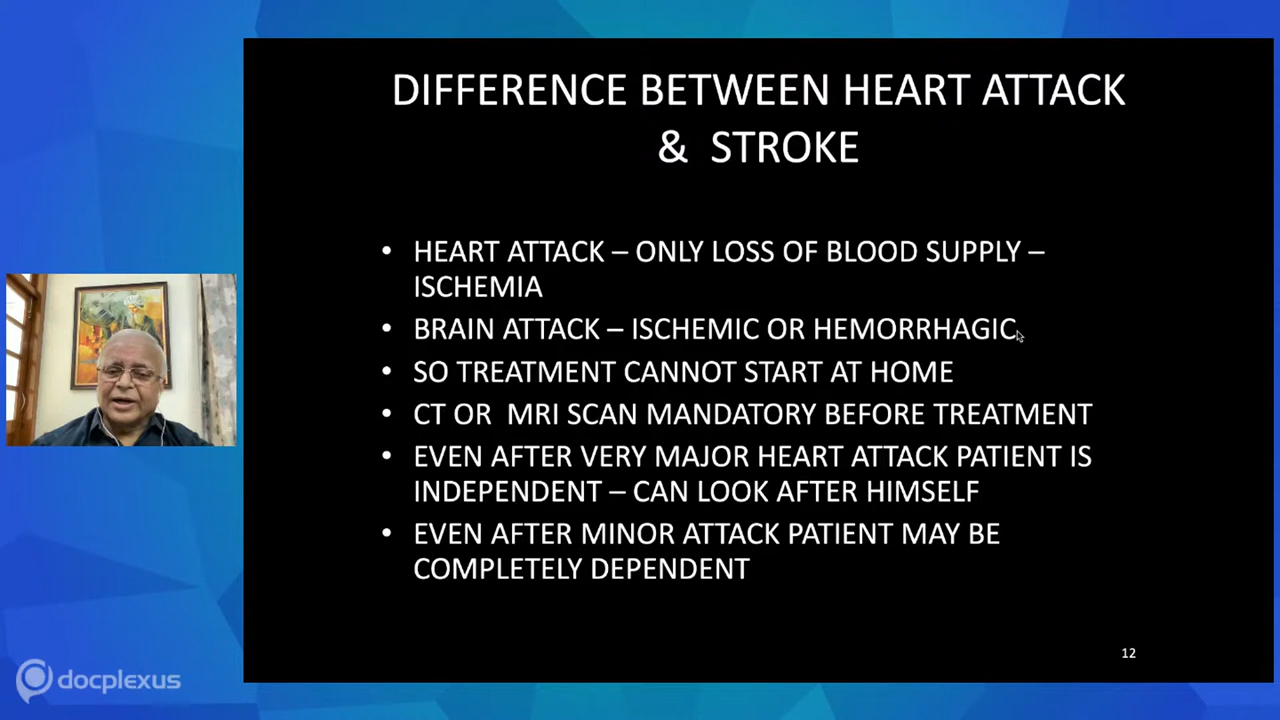 DIFFERENCE BETWEEN HEART ATTACK
& STROKE
• HEART ATTACK – ONLY LOSS OF BLOOD SUPPLY –
ISCHEMIA
• BRAIN ATTACK – ISCHEMIC OR HEMORRHAGIC
• SO TREATMENT CANNOT START AT HOME
• CT OR MRI SCAN MANDATORY BEFORE TREATMENT
• EVEN AFTER VERY MAJOR HEART ATTACK PATIENT IS
INDEPENDENT – CAN LOOK AFTER HIMSELF
• EVEN AFTER MINOR ATTACK PATIENT MAY BE
COMPLETELY DEPENDENT
12
docplexus